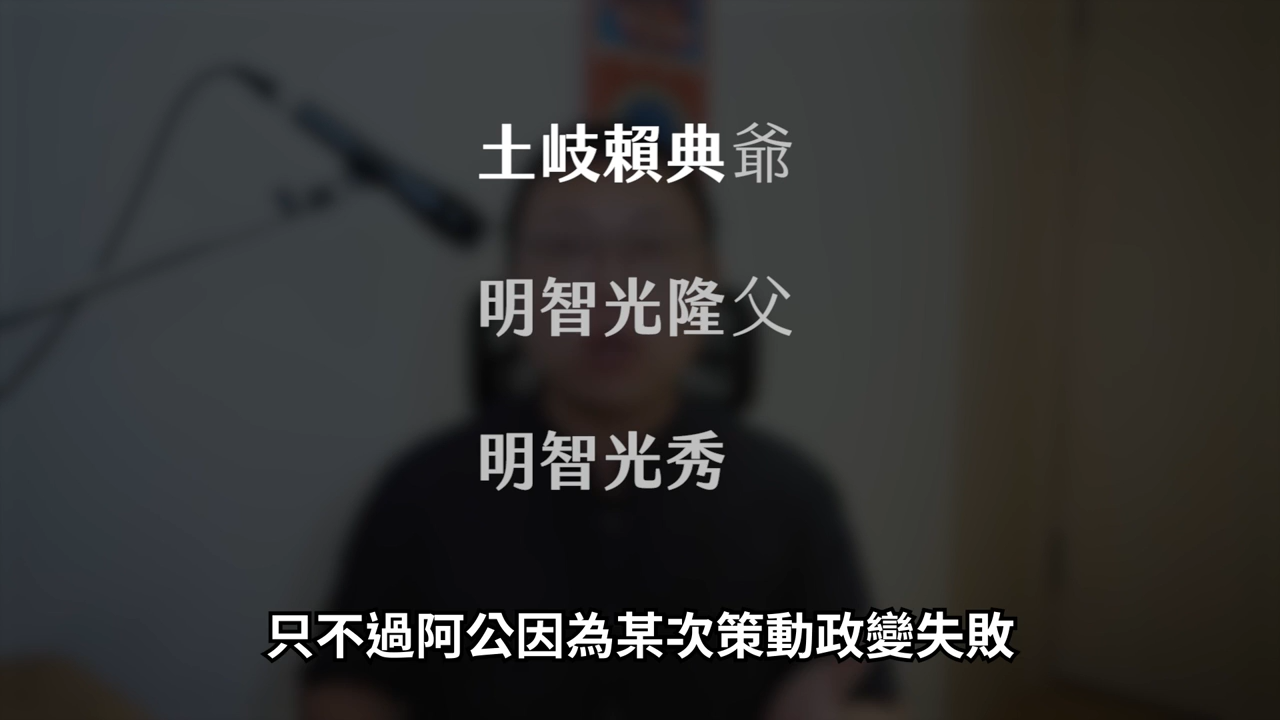 土岐賴典爺
明智光隆父
明智光秀
只不過阿公因為某次策動政變失敗